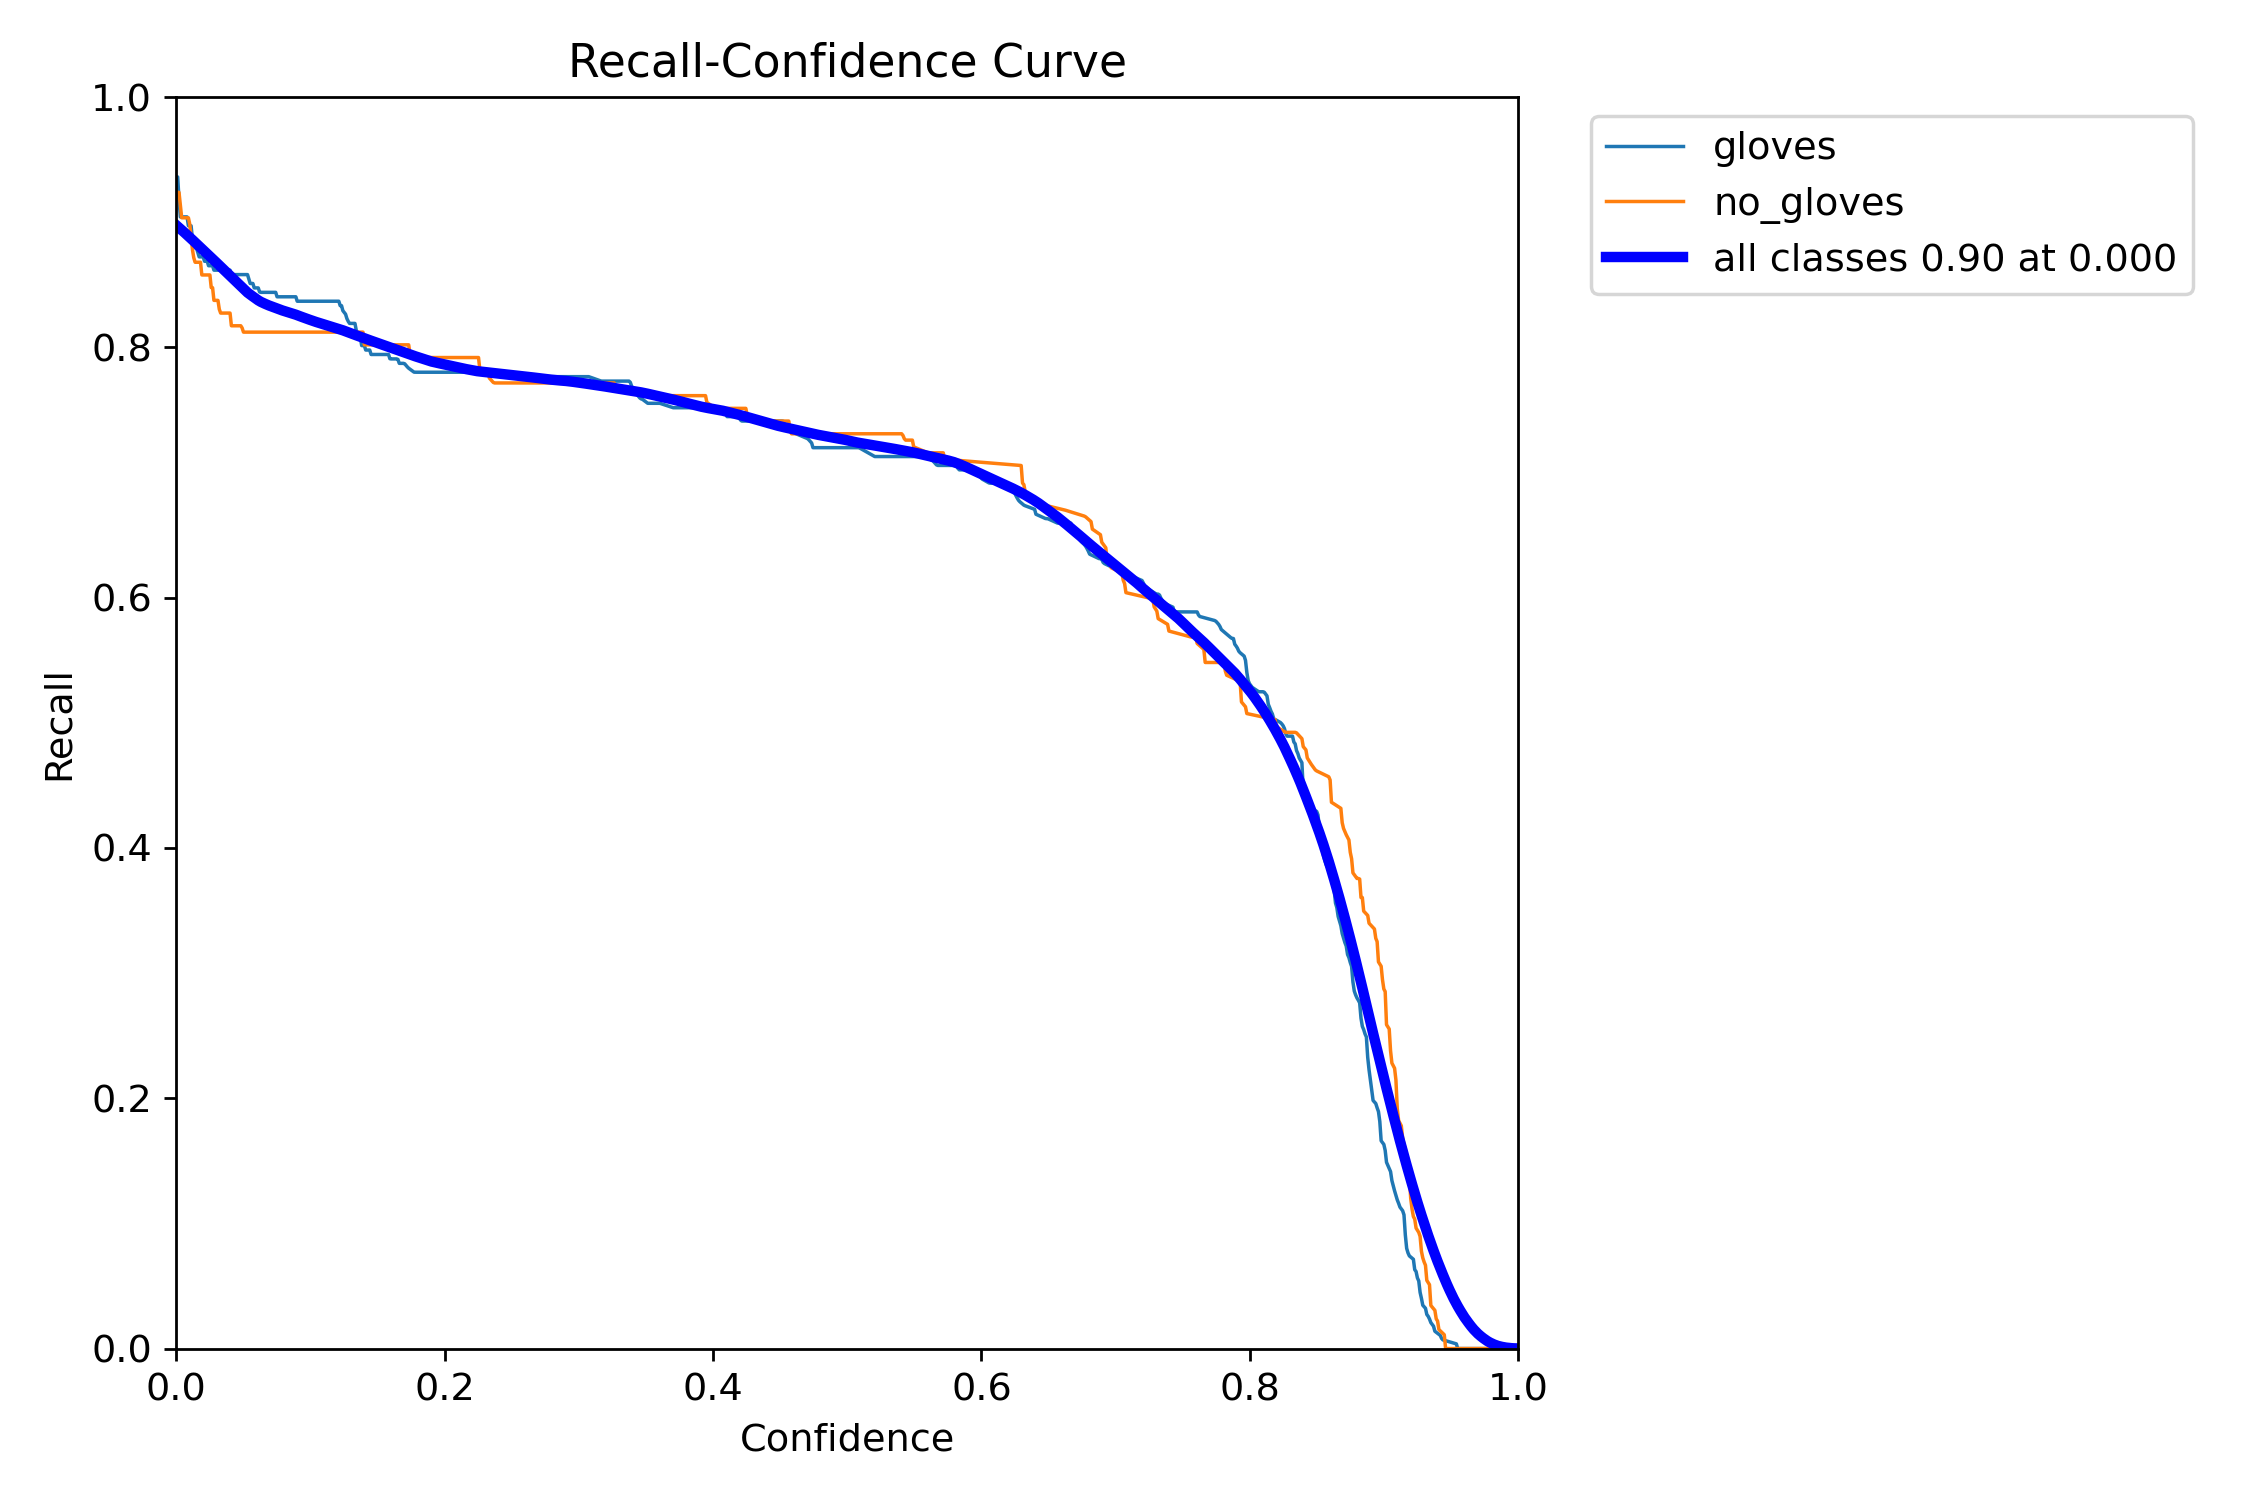 Recall-Confidence Curve
1.0
0.8
0.6
0.4
0.2
0.0
Recall
0.0 0.2 0.4 0.6 0.8 1.0
Confidence
gloves
no_gloves
all classes 0.90 at 0.000